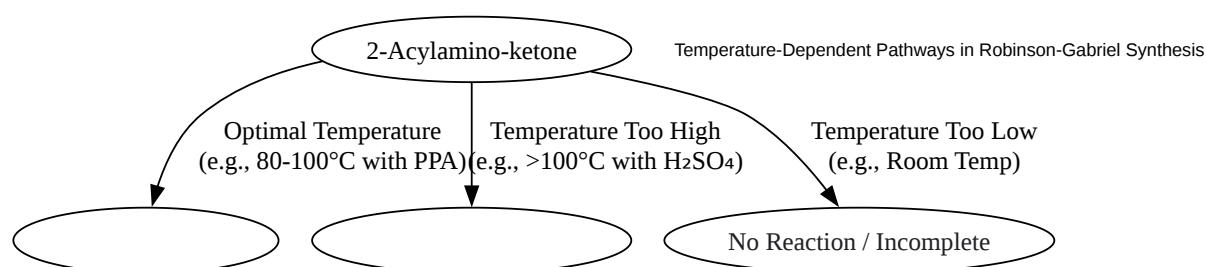 2-Acylamino-ketone
Temperature-Dependent Pathways in Robinson-Gabriel Synthesis
Optimal Temperature
(e.g., 80-100°C with PPA)
Temperature Too High
(e.g., >100°C with H₂SO₄)
Temperature Too Low
(e.g., Room Temp)
No Reaction / Incomplete